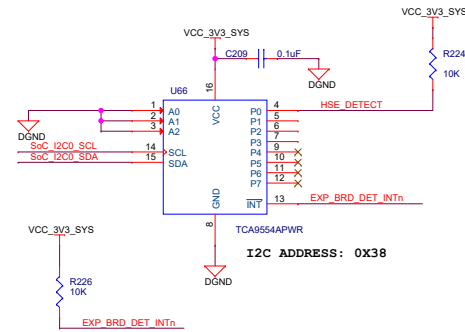 VCC_3V3_SYS
VCC_3V3_SYS
C209 0.1uF
R224
10K
DGND
U66
16
VCC
1 A0 P0 4 HSE_DETECT
2 A1 P1 5
3 A2 P2 6
P3 7
DGND
SoC_I2C0_SCL 14 SCL P4 9
SoC_I2C0_SDA 15 SDA P5 10
P6 11
P7 12
GND
INT 13 EXP_BRD_DET_INTn
8
TCA9554APWR
VCC_3V3_SYS
I2C ADDRESS: 0X38
DGND
R226
10K
EXP_BRD_DET_INTn